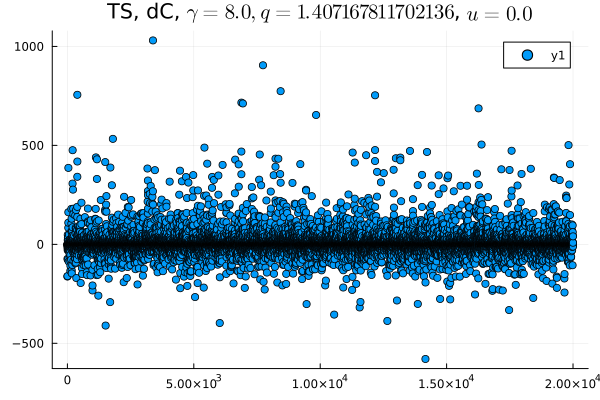 TS, dC, γ = 8.0, q = 1.407167811702136, u = 0.0
y1
1000
500
0
−500
0 5.00×10³ 1.00×10⁴ 1.50×10⁴ 2.00×10⁴